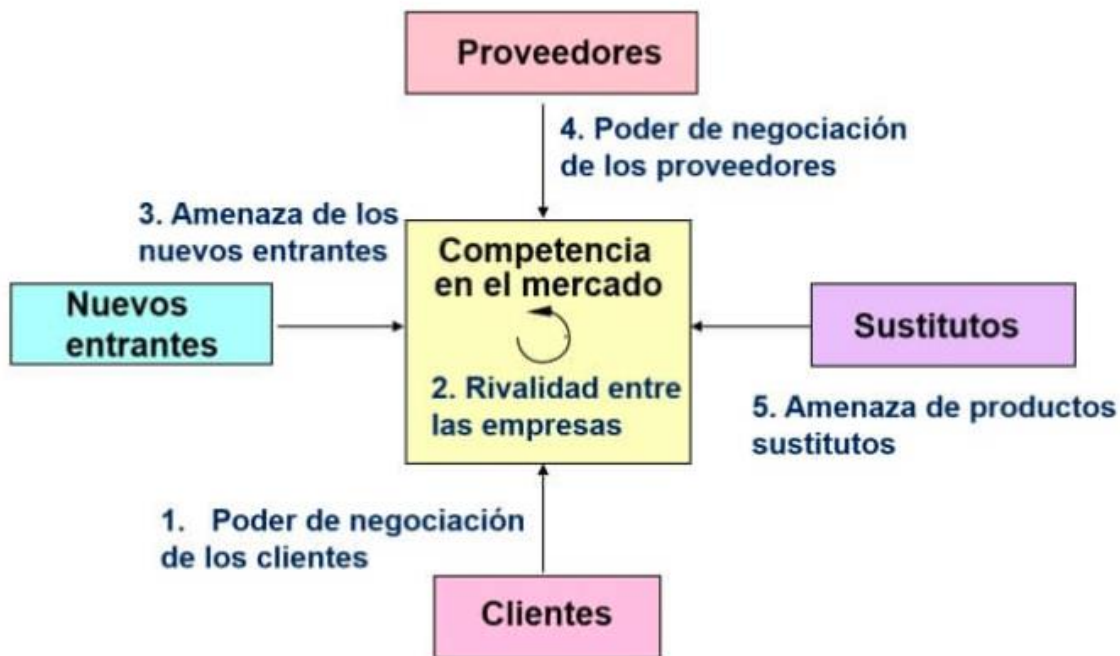 Proveedores
4. Poder de negociación
de los proveedores
3. Amenaza de los
nuevos entrantes
Competencia
en el mercado
Nuevos
entrantes
Sustitutos
2. Rivalidad entre
las empresas
5. Amenaza de productos
sustitutos
1. Poder de negociación
de los clientes
Clientes